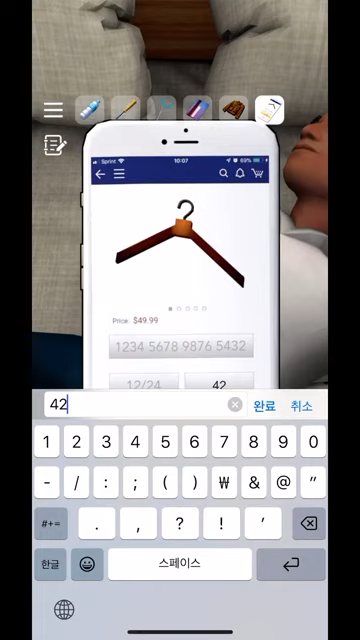 Sprint 10:07 69%
Price: $49.99
1234 5678 9876 5432
12/24 42
42 완료 취소
1 2 3 4 5 6 7 8 9 0
- / : ; ( ) ₩ & @ "
#+= . , ? ! ’
한글 스페이스